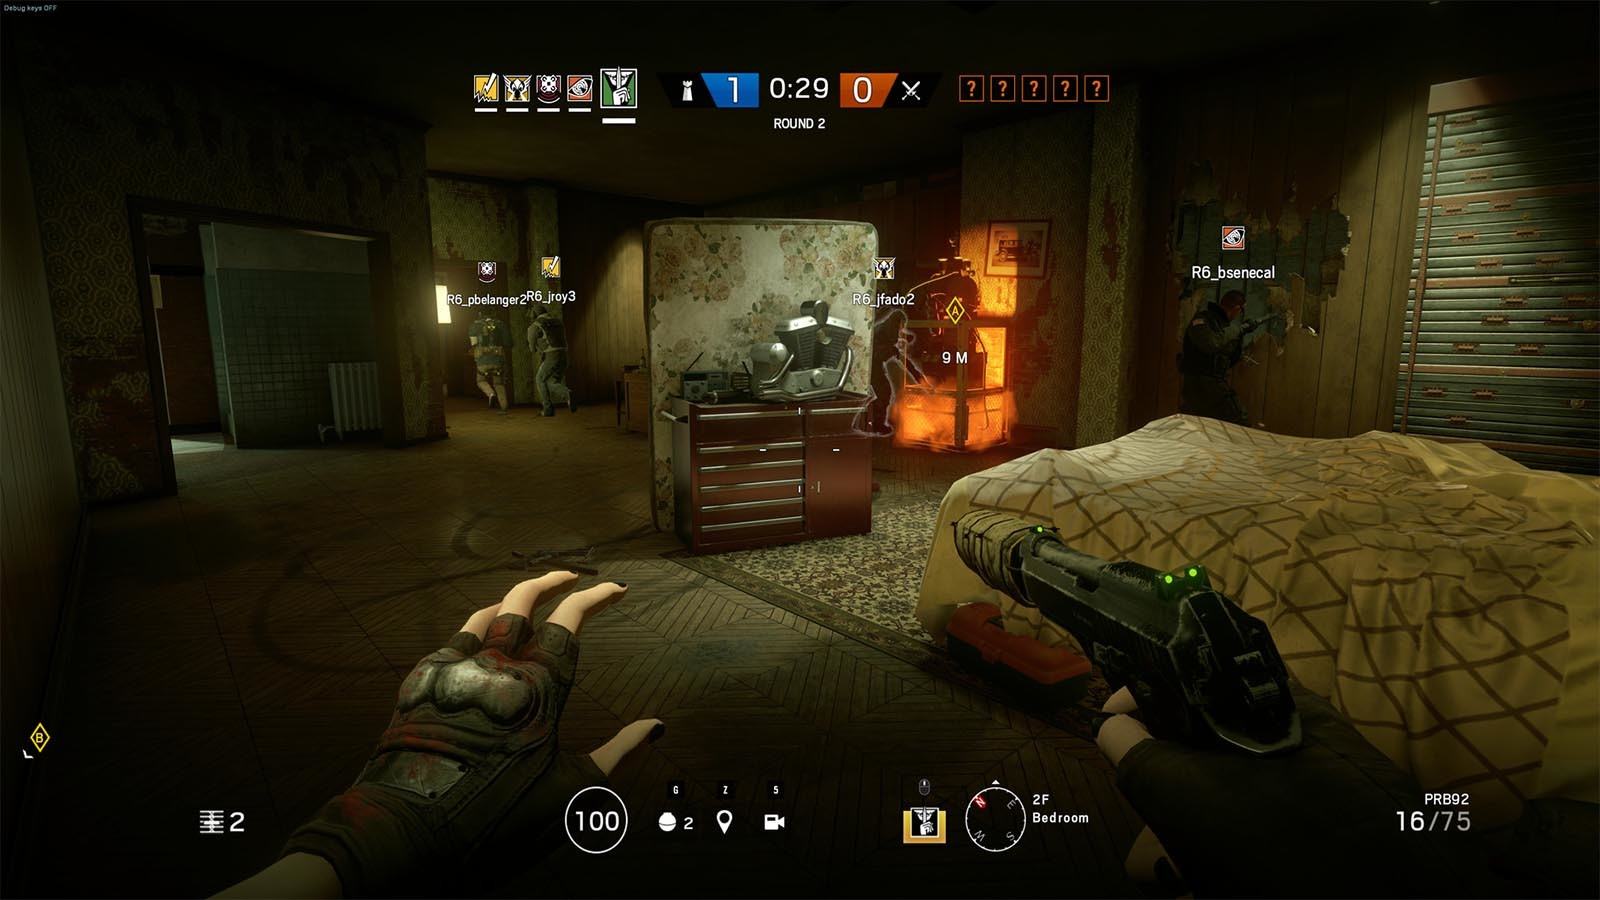 Debug keys OFF
1 0:29 0
? ? ? ? ?
ROUND 2
R6_bsenecal
R6_pbelanger2
R6_jroy3
R6_jfado2
A
9 M
B
G Z 5
2
100
2
N E S W
2F
Bedroom
PRB92
16/75